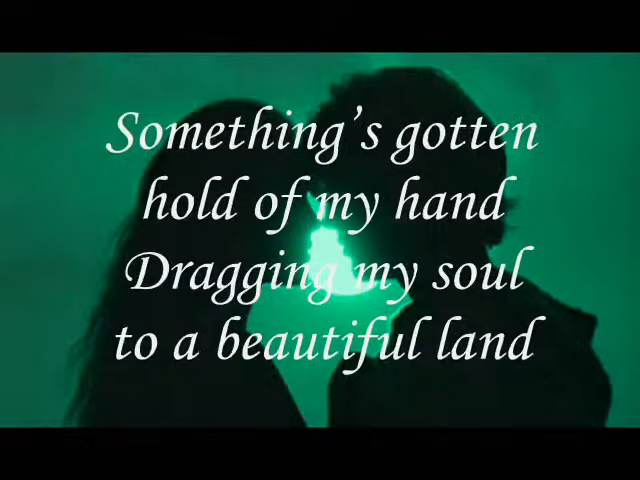 Something’s gotten
hold of my hand
Dragging my soul
to a beautiful land